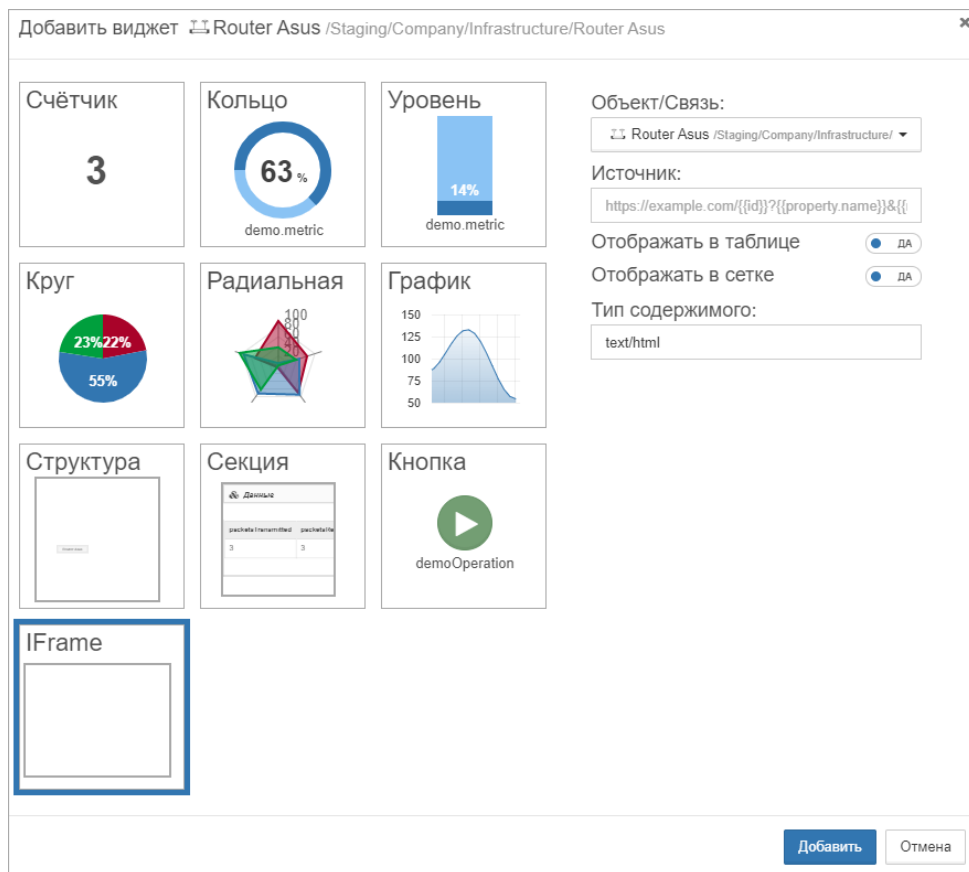 Добавить виджет Router Asus /Staging/Company/Infrastructure/Router Asus
Счётчик
3
Кольцо
63 %
demo.metric
Уровень
14%
demo.metric
Круг
23% 22%
55%
Радиальная
100
80
График
150
125
100
75
50
Структура
Секция
Данные
packetsTransmitted packetsRe
3 3
Кнопка
demoOperation
IFrame
Объект/Связь:
Router Asus /Staging/Company/Infrastructure/
Источник:
https://example.com/{{id}}?{{property.name}}&{{
Отображать в таблице ДА
Отображать в сетке ДА
Тип содержимого:
text/html
Добавить Отмена